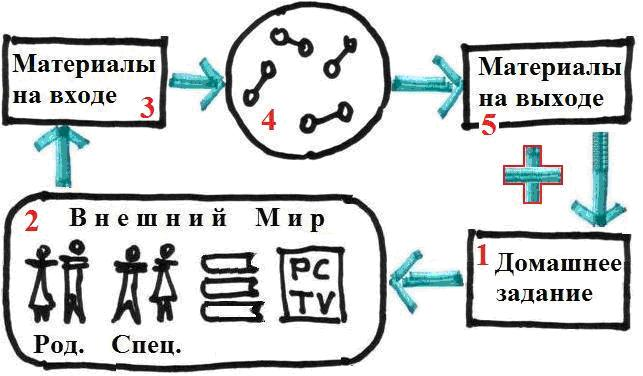 Материалы
на входе
3
4
Материалы
на выходе
5
2 Внешний Мир
PC
TV
Род. Спец.
1 Домашнее
задание